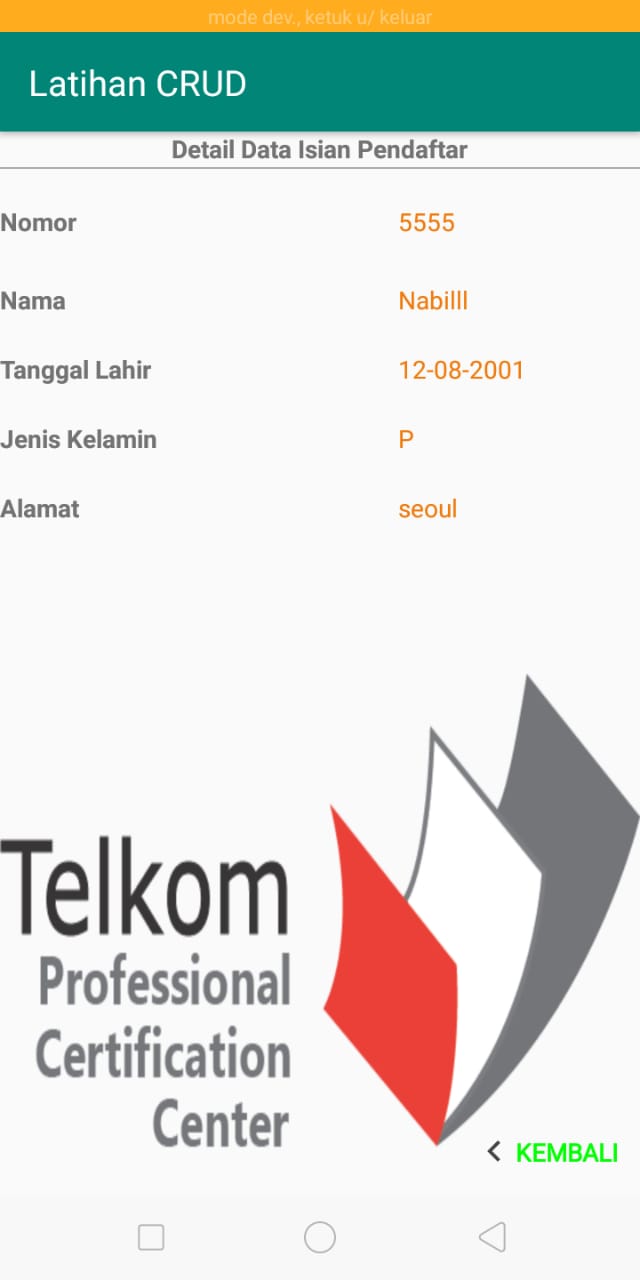 mode dev., ketuk u/ keluar
Latihan CRUD
Detail Data Isian Pendaftar
Nomor 5555
Nama Nabilll
Tanggal Lahir 12-08-2001
Jenis Kelamin P
Alamat seoul
Telkom
Professional
Certification
Center
KEMBALI